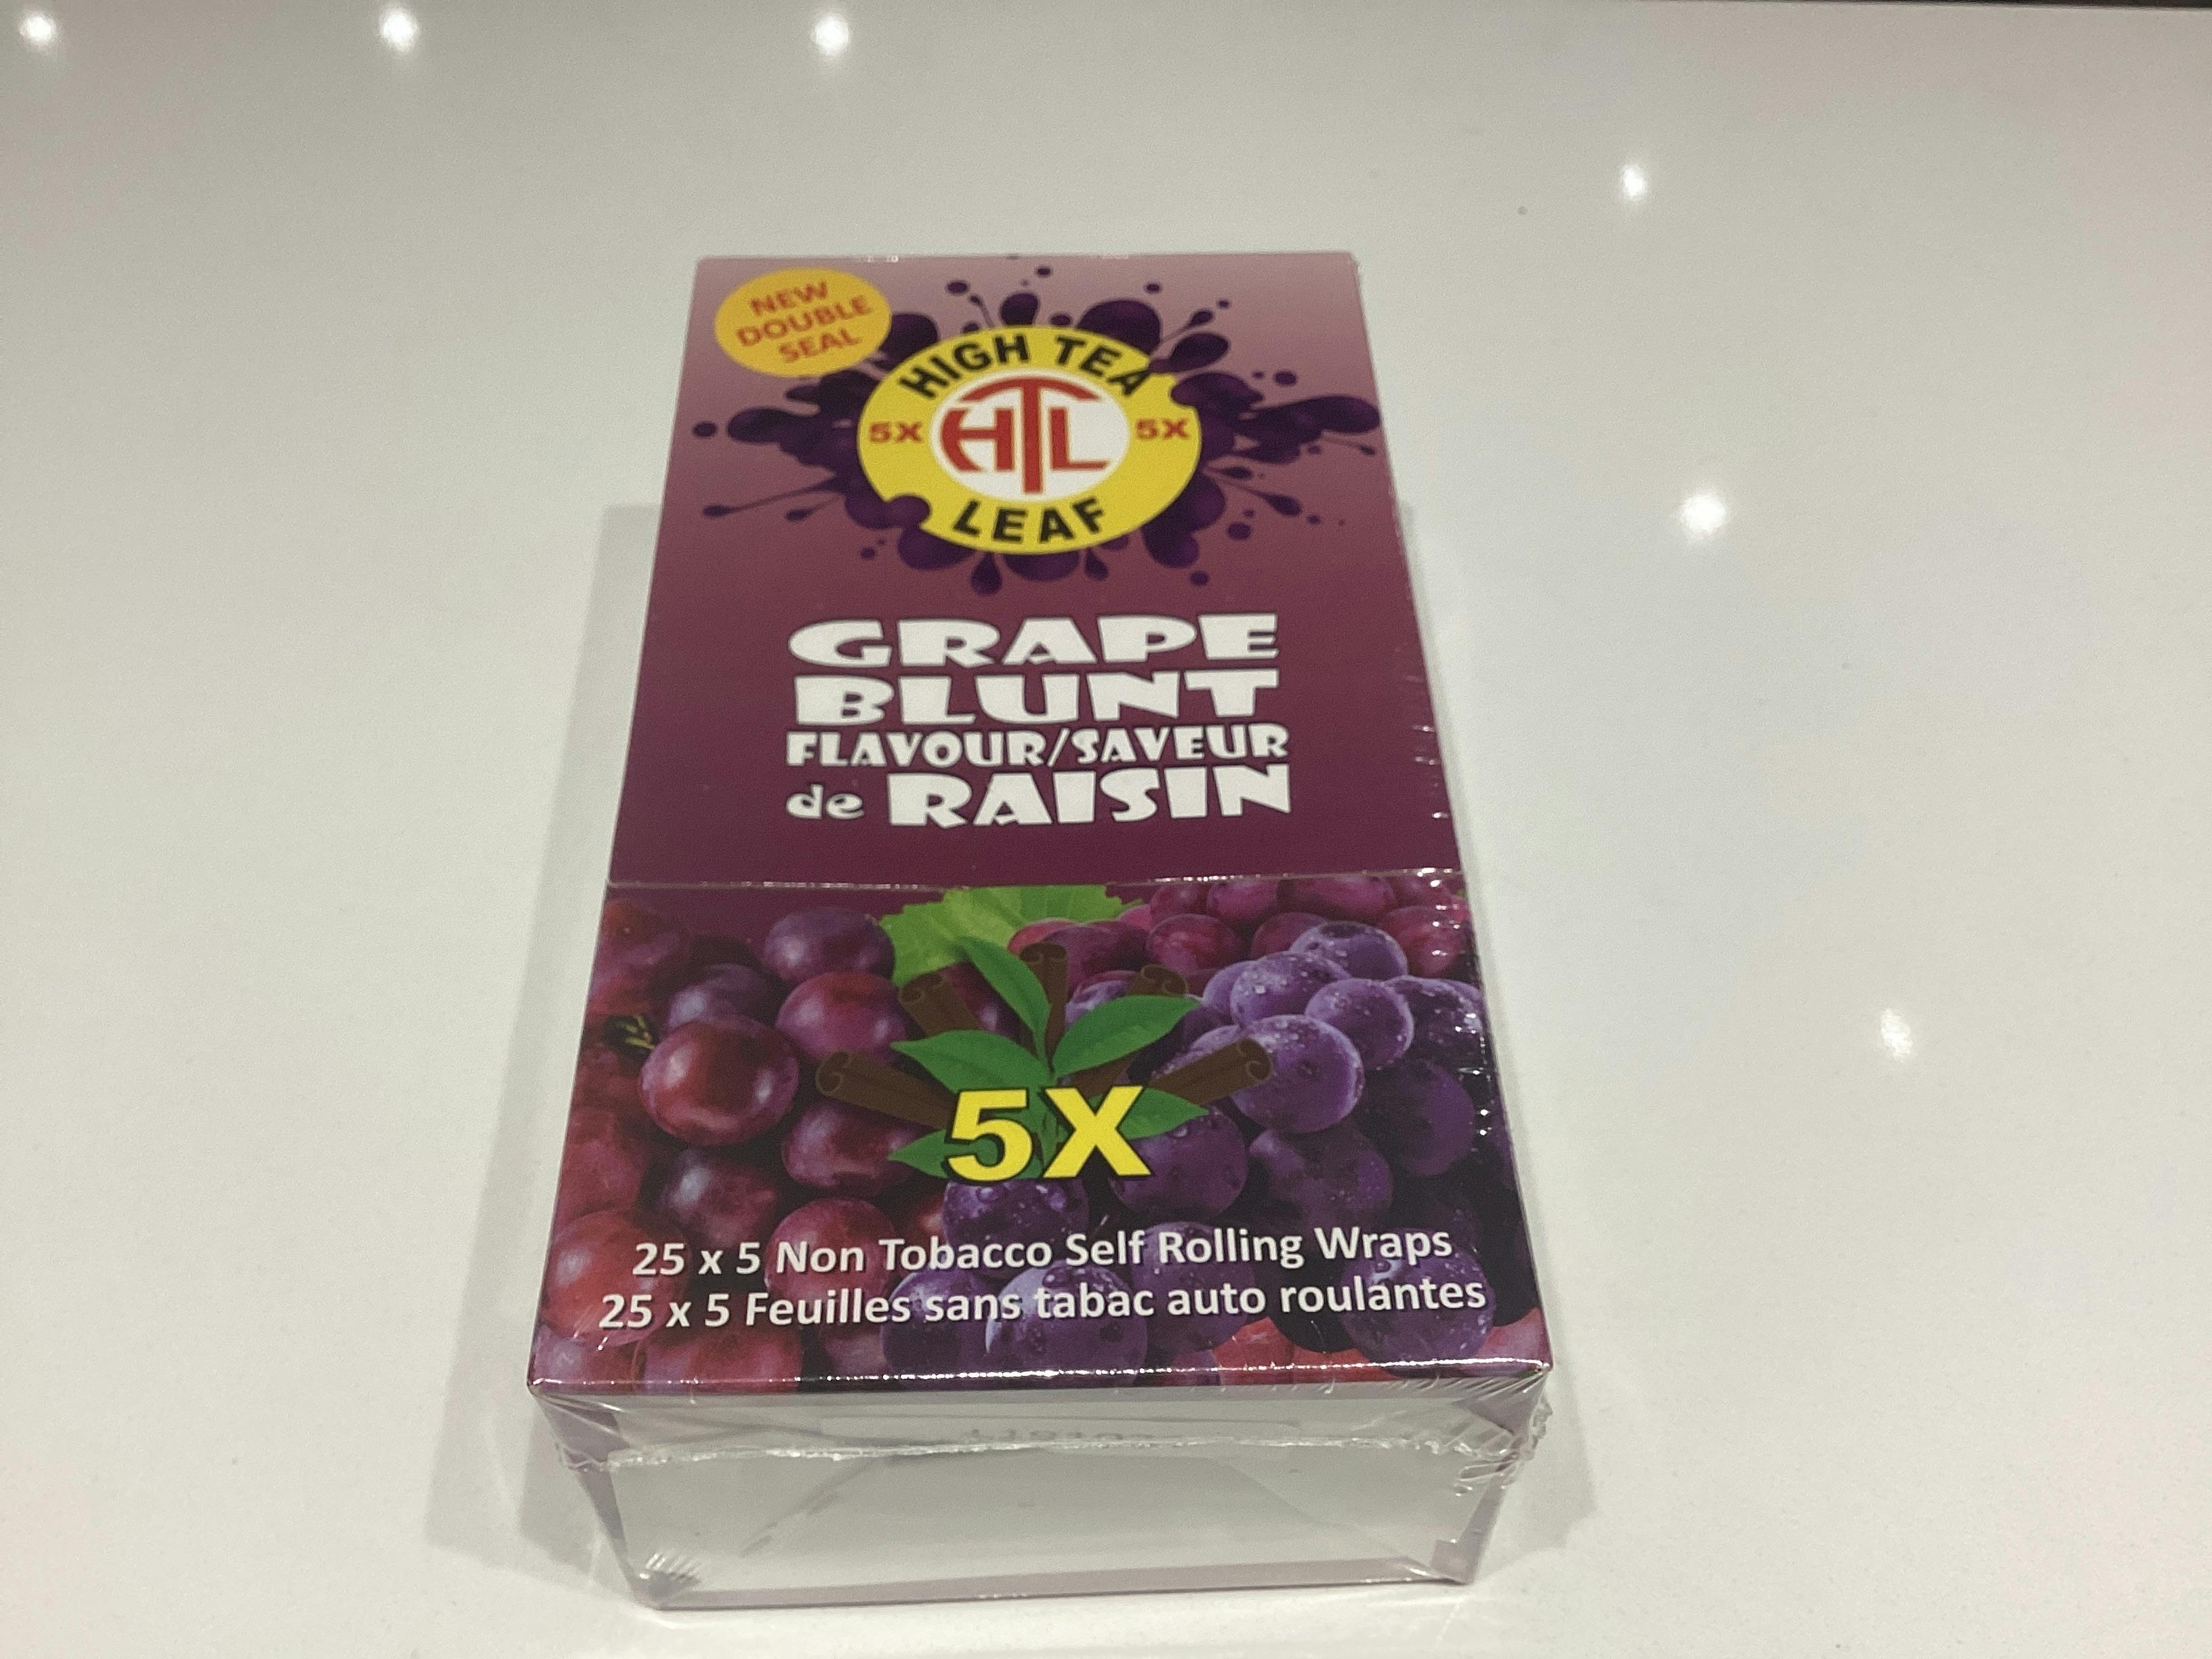 NEW
DOUBLE
SEAL
HIGH TEA
5X HTL 5X
LEAF
GRAPE
BLUNT
FLAVOUR/SAVEUR
de RAISIN
5X
25 x 5 Non Tobacco Self Rolling Wraps
25 x 5 Feuilles sans tabac auto roulantes